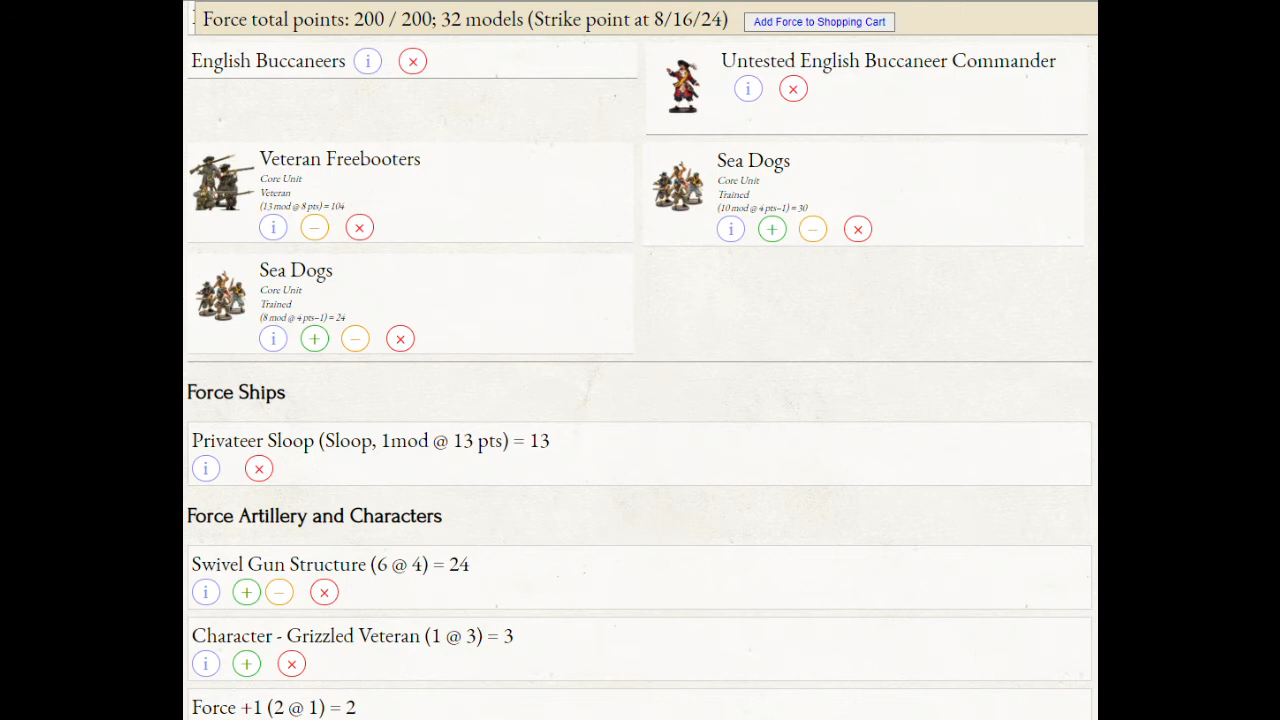 Force total points: 200 / 200; 32 models (Strike point at 8/16/24)
Add Force to Shopping Cart
English Buccaneers i ×
Untested English Buccaneer Commander
i ×
Veteran Freebooters
Core Unit
Veteran
(13 mod @ 8 pts) = 104
i − ×
Sea Dogs
Core Unit
Trained
(10 mod @ 4 pts−1) = 30
i + − ×
Sea Dogs
Core Unit
Trained
(8 mod @ 4 pts−1) = 24
i + − ×
Force Ships
Privateer Sloop (Sloop, 1mod @ 13 pts) = 13
i ×
Force Artillery and Characters
Swivel Gun Structure (6 @ 4) = 24
i + − ×
Character - Grizzled Veteran (1 @ 3) = 3
i + ×
Force +1 (2 @ 1) = 2